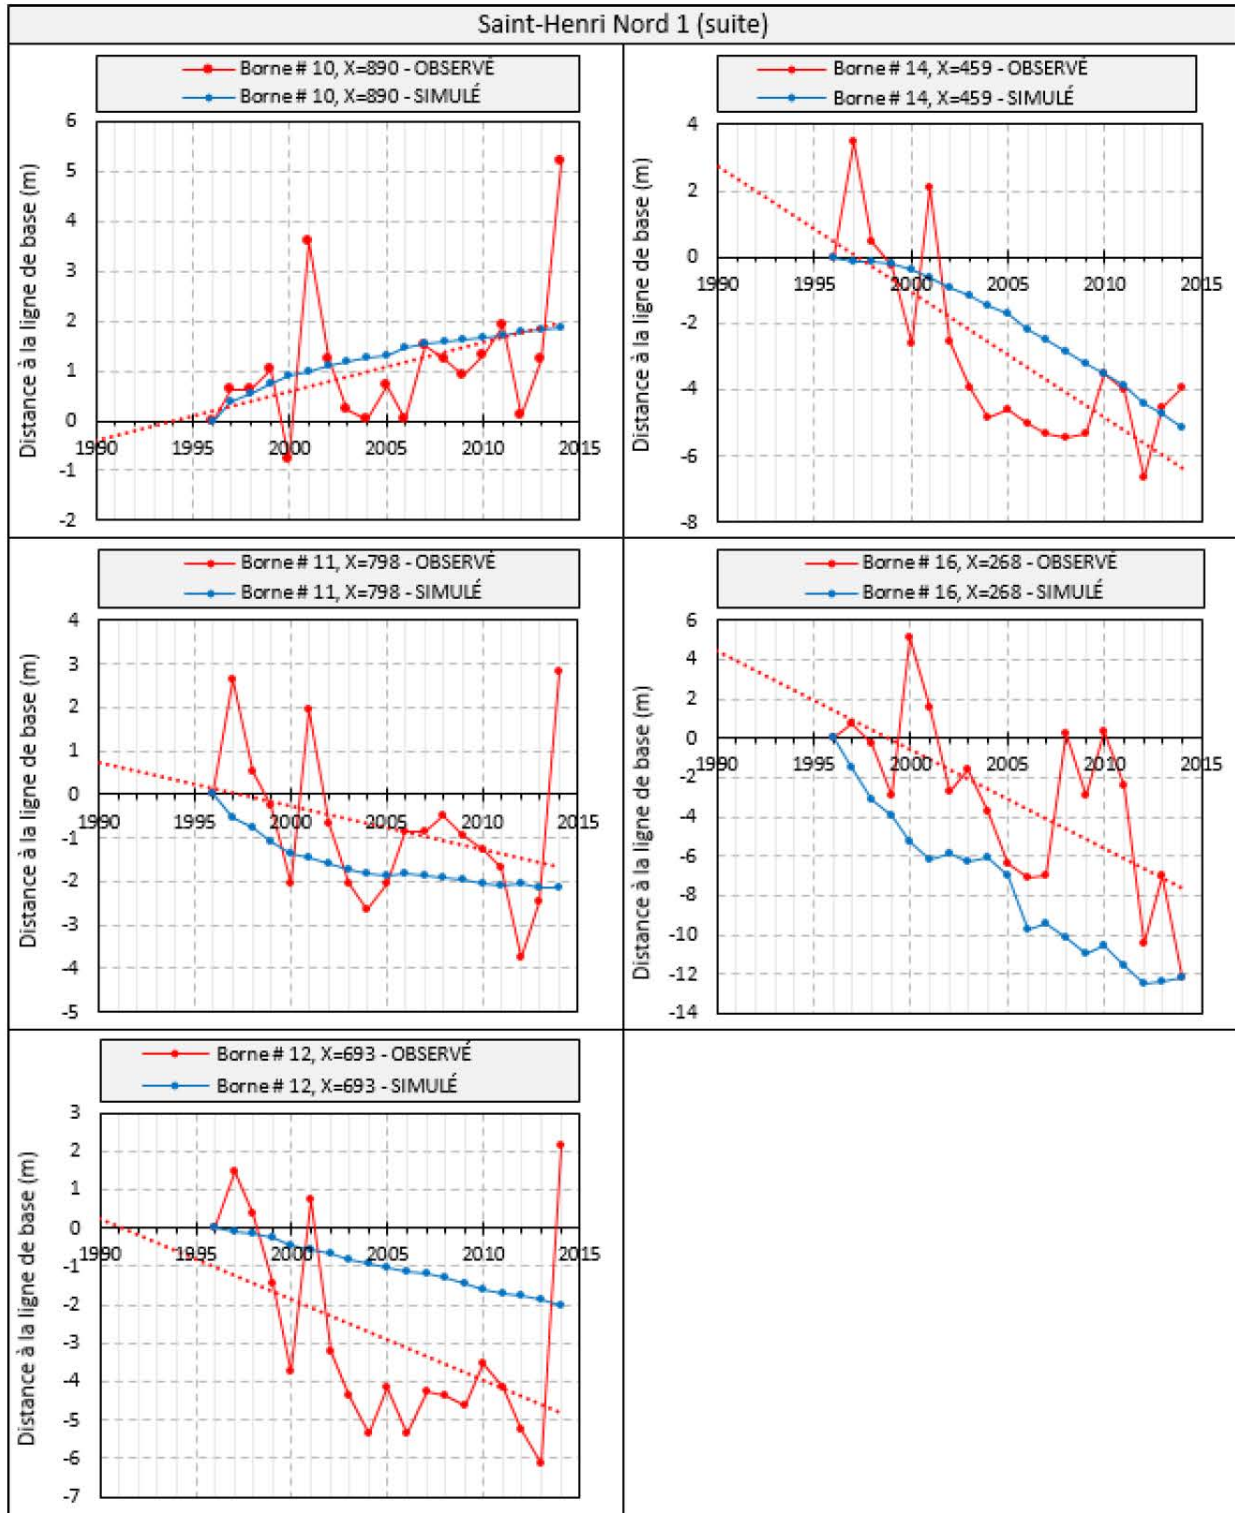 Saint-Henri Nord 1 (suite)
Borne # 10, X=890 - OBSERVÉ
Borne # 10, X=890 - SIMULÉ
Distance à la ligne de base (m)
6
5
4
3
2
1
0
-1
-2
1990 1995 2000 2005 2010 2015
Borne # 14, X=459 - OBSERVÉ
Borne # 14, X=459 - SIMULÉ
Distance à la ligne de base (m)
4
2
0
-2
-4
-6
-8
1990 1995 2000 2005 2010 2015
Borne # 11, X=798 - OBSERVÉ
Borne # 11, X=798 - SIMULÉ
Distance à la ligne de base (m)
4
3
2
1
0
-1
-2
-3
-4
-5
1990 1995 2000 2005 2010 2015
Borne # 16, X=268 - OBSERVÉ
Borne # 16, X=268 - SIMULÉ
Distance à la ligne de base (m)
6
4
2
0
-2
-4
-6
-8
-10
-12
-14
1990 1995 2000 2005 2010 2015
Borne # 12, X=693 - OBSERVÉ
Borne # 12, X=693 - SIMULÉ
Distance à la ligne de base (m)
3
2
1
0
-1
-2
-3
-4
-5
-6
-7
1990 1995 2000 2005 2010 2015